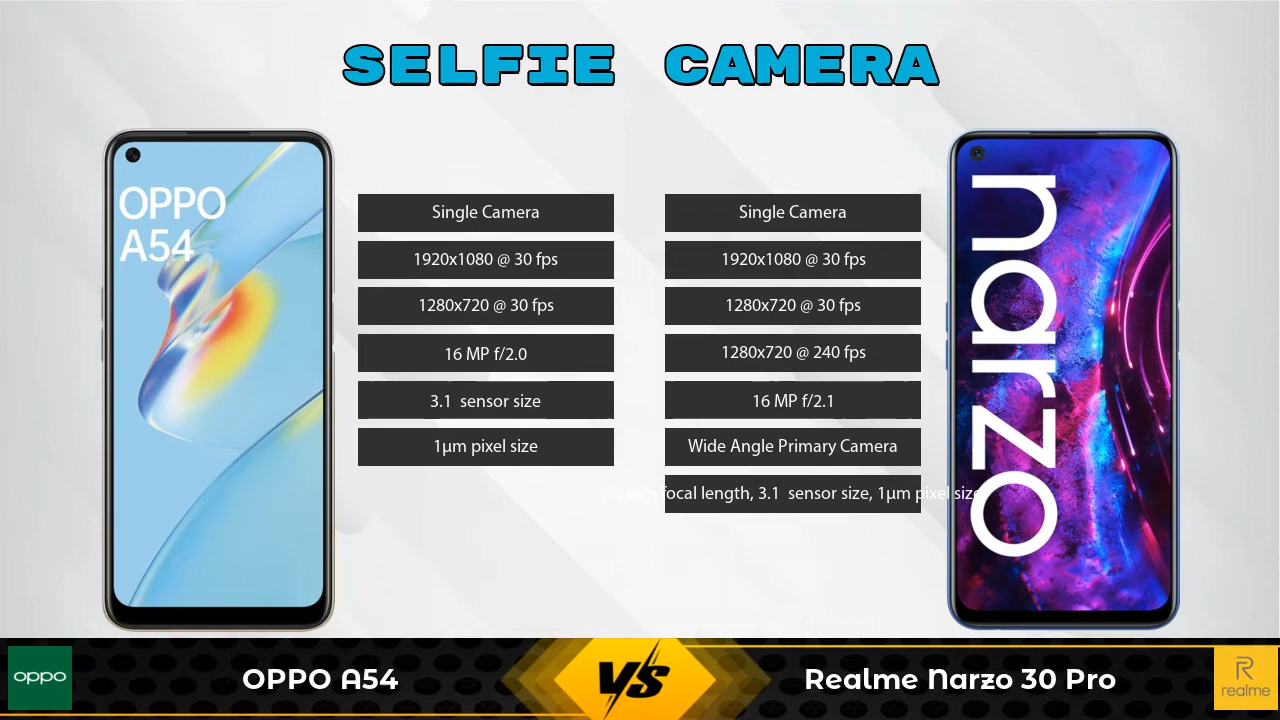 SELFIE CAMERA
OPPO
A54
Single Camera
1920x1080 @ 30 fps
1280x720 @ 30 fps
16 MP f/2.0
3.1 sensor size
1µm pixel size
Single Camera
1920x1080 @ 30 fps
1280x720 @ 30 fps
1280x720 @ 240 fps
16 MP f/2.1
Wide Angle Primary Camera
focal length, 3.1 sensor size, 1µm pixel size
narzo
oppo
OPPO A54
VS
Realme Narzo 30 Pro
R
realme